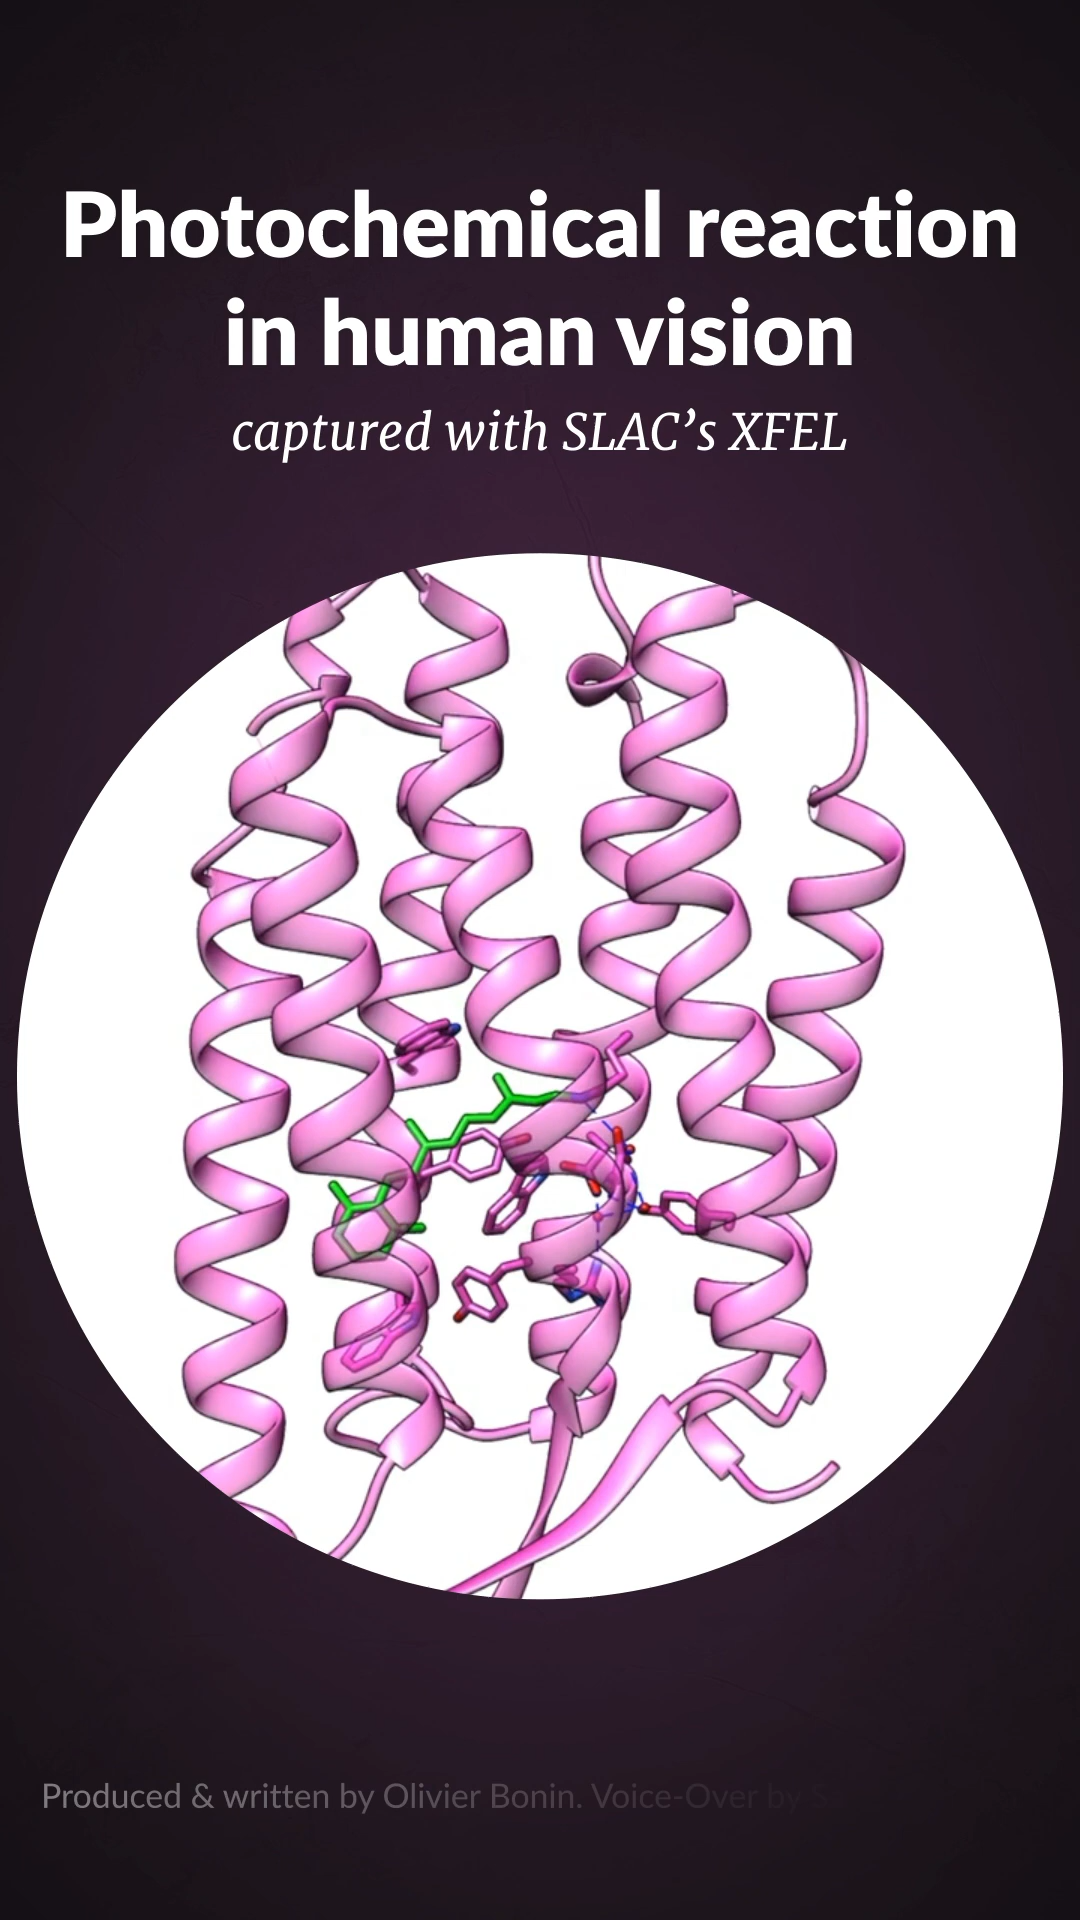 Photochemical reaction
in human vision
captured with SLAC’s XFEL
Produced & written by Olivier Bonin. Voice-Over by